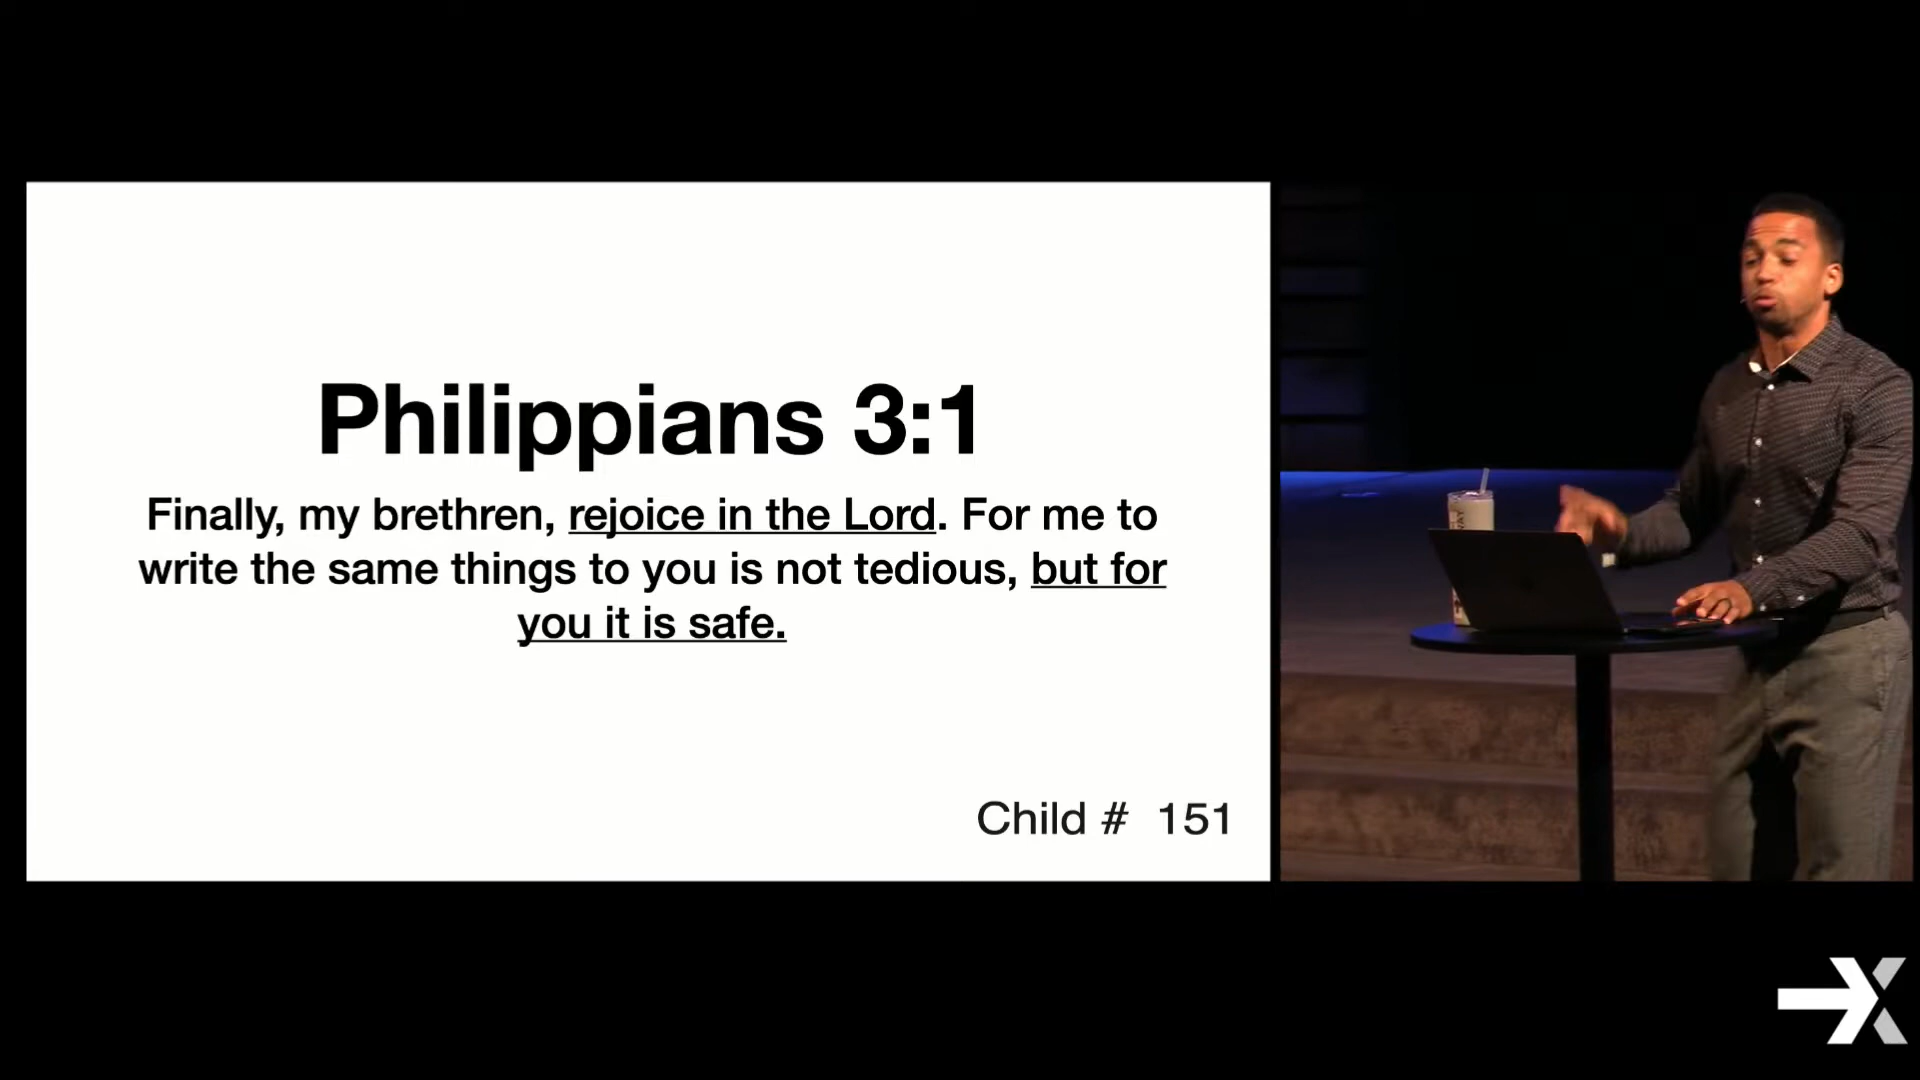 Philippians 3:1
Finally, my brethren, rejoice in the Lord. For me to
write the same things to you is not tedious, but for
you it is safe.
Child # 151